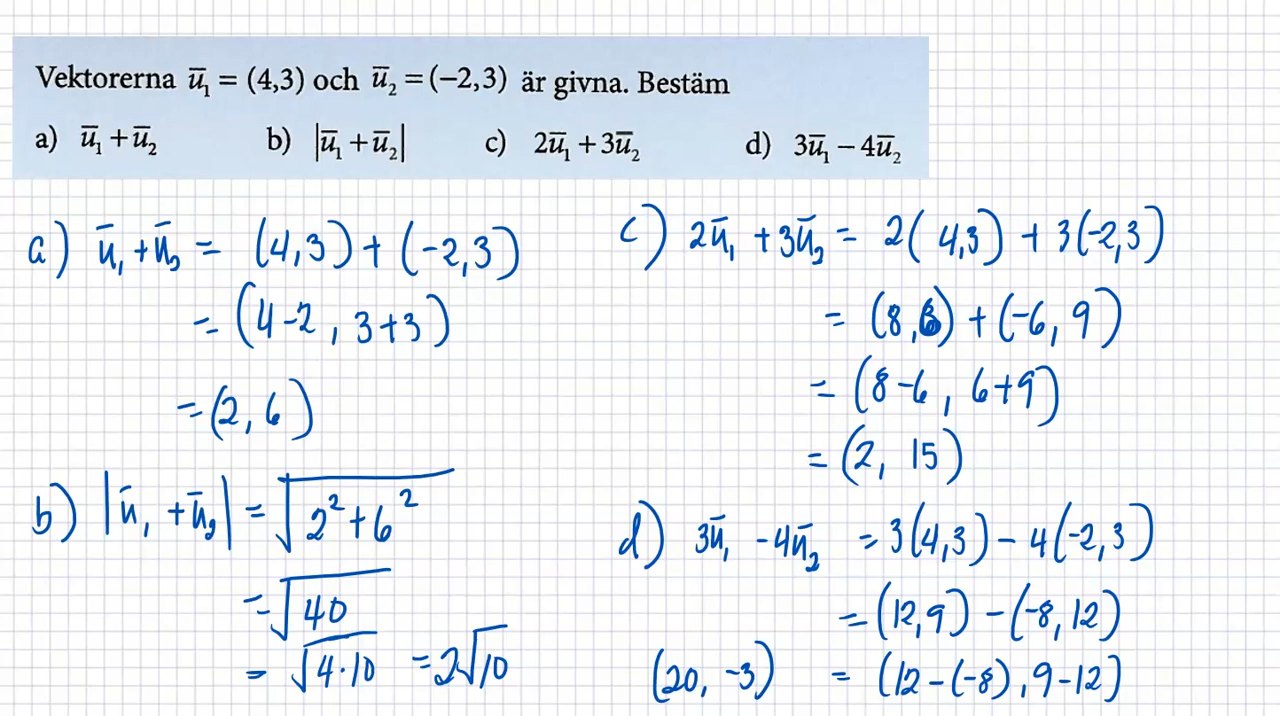 Vektorerna ū₁ = (4,3) och ū₂ = (−2,3) är givna. Bestäm
a) ū₁ + ū₂ b) |ū₁ + ū₂| c) 2ū₁ + 3ū₂ d) 3ū₁ − 4ū₂
a) ū₁ + ū₂ = (4,3) + (-2,3)
= (4-2, 3+3)
= (2, 6)
b) |ū₁ + ū₂| = √(2² + 6²)
= √40
= √(4·10) = 2√10
c) 2ū₁ + 3ū₂ = 2(4,3) + 3(-2,3)
= (8,6) + (-6, 9)
= (8-6, 6+9)
= (2, 15)
d) 3ū₁ - 4ū₂ = 3(4,3) - 4(-2,3)
= (12,9) - (-8,12)
(20, -3) = (12-(-8), 9-12)